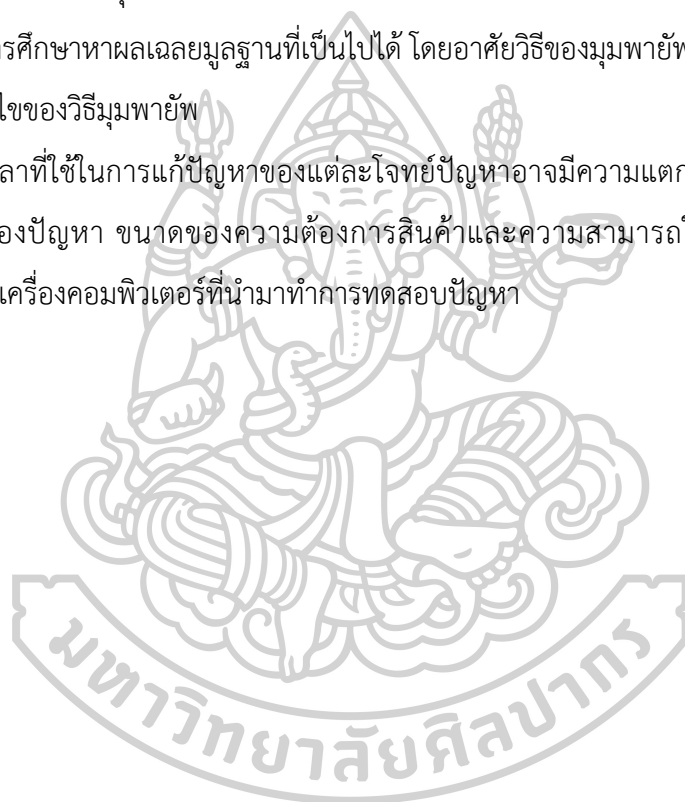 รศึกษาหาผลเฉลยมูลฐานที่เป็นไปได้ โดยอาศัยวิธีของมุมพายัพ
ไขของวิธีมุมพายัพ
ลาที่ใช้ในการแก้ปัญหาของแต่ละโจทย์ปัญหาอาจมีความแตก
องปัญหา ขนาดของความต้องการสินค้าและความสามารถใ
เครื่องคอมพิวเตอร์ที่นำมาทำการทดสอบปัญหา
มหาวิทยาลัยศิลปากร